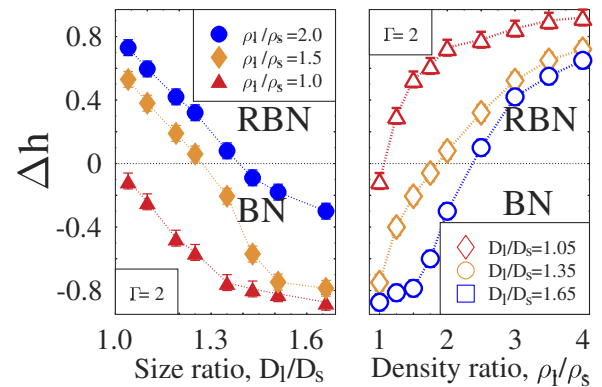 Δh
0.8
0.4
0
-0.4
-0.8
ρl/ρs=2.0
ρl/ρs=1.5
ρl/ρs=1.0
RBN
BN
Γ=2
1.0
1.3
1.6
Size ratio, Dl/Ds
Γ=2
RBN
BN
Dl/Ds=1.05
Dl/Ds=1.35
Dl/Ds=1.65
1
2
3
4
Density ratio, ρl/ρs